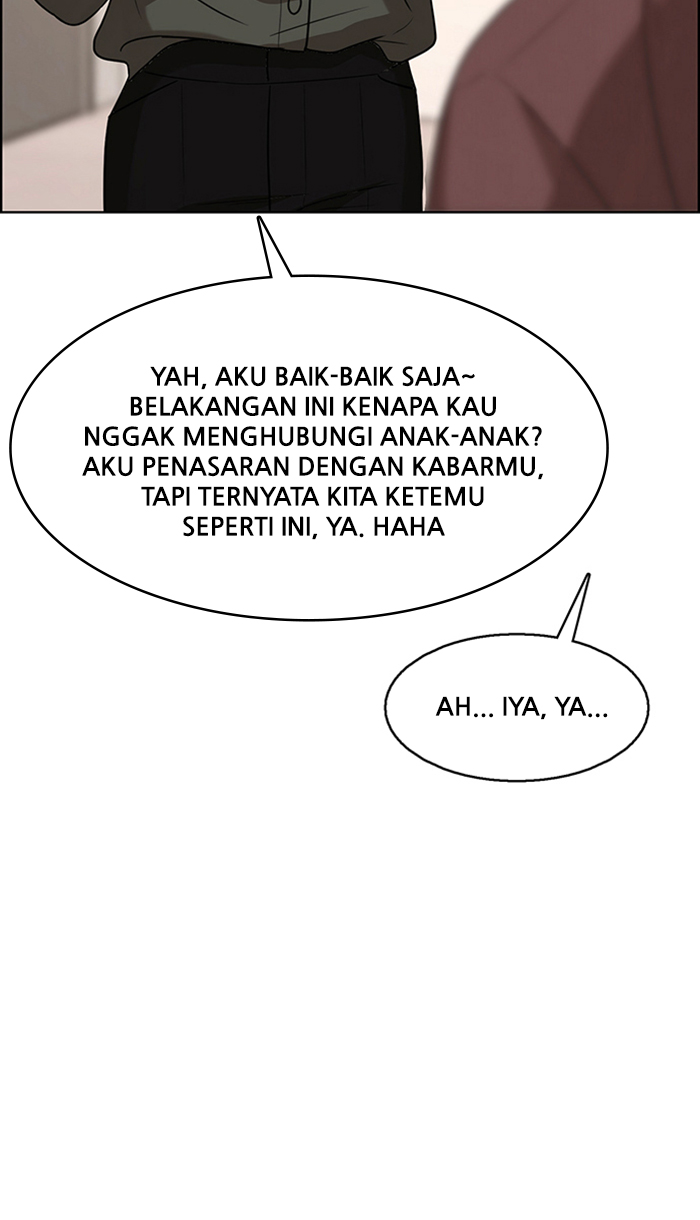 YAH, AKU BAIK-BAIK SAJA~
BELAKANGAN INI KENAPA KAU
NGGAK MENGHUBUNGI ANAK-ANAK?
AKU PENASARAN DENGAN KABARMU,
TAPI TERNYATA KITA KETEMU
SEPERTI INI, YA. HAHA
AH... IYA, YA...